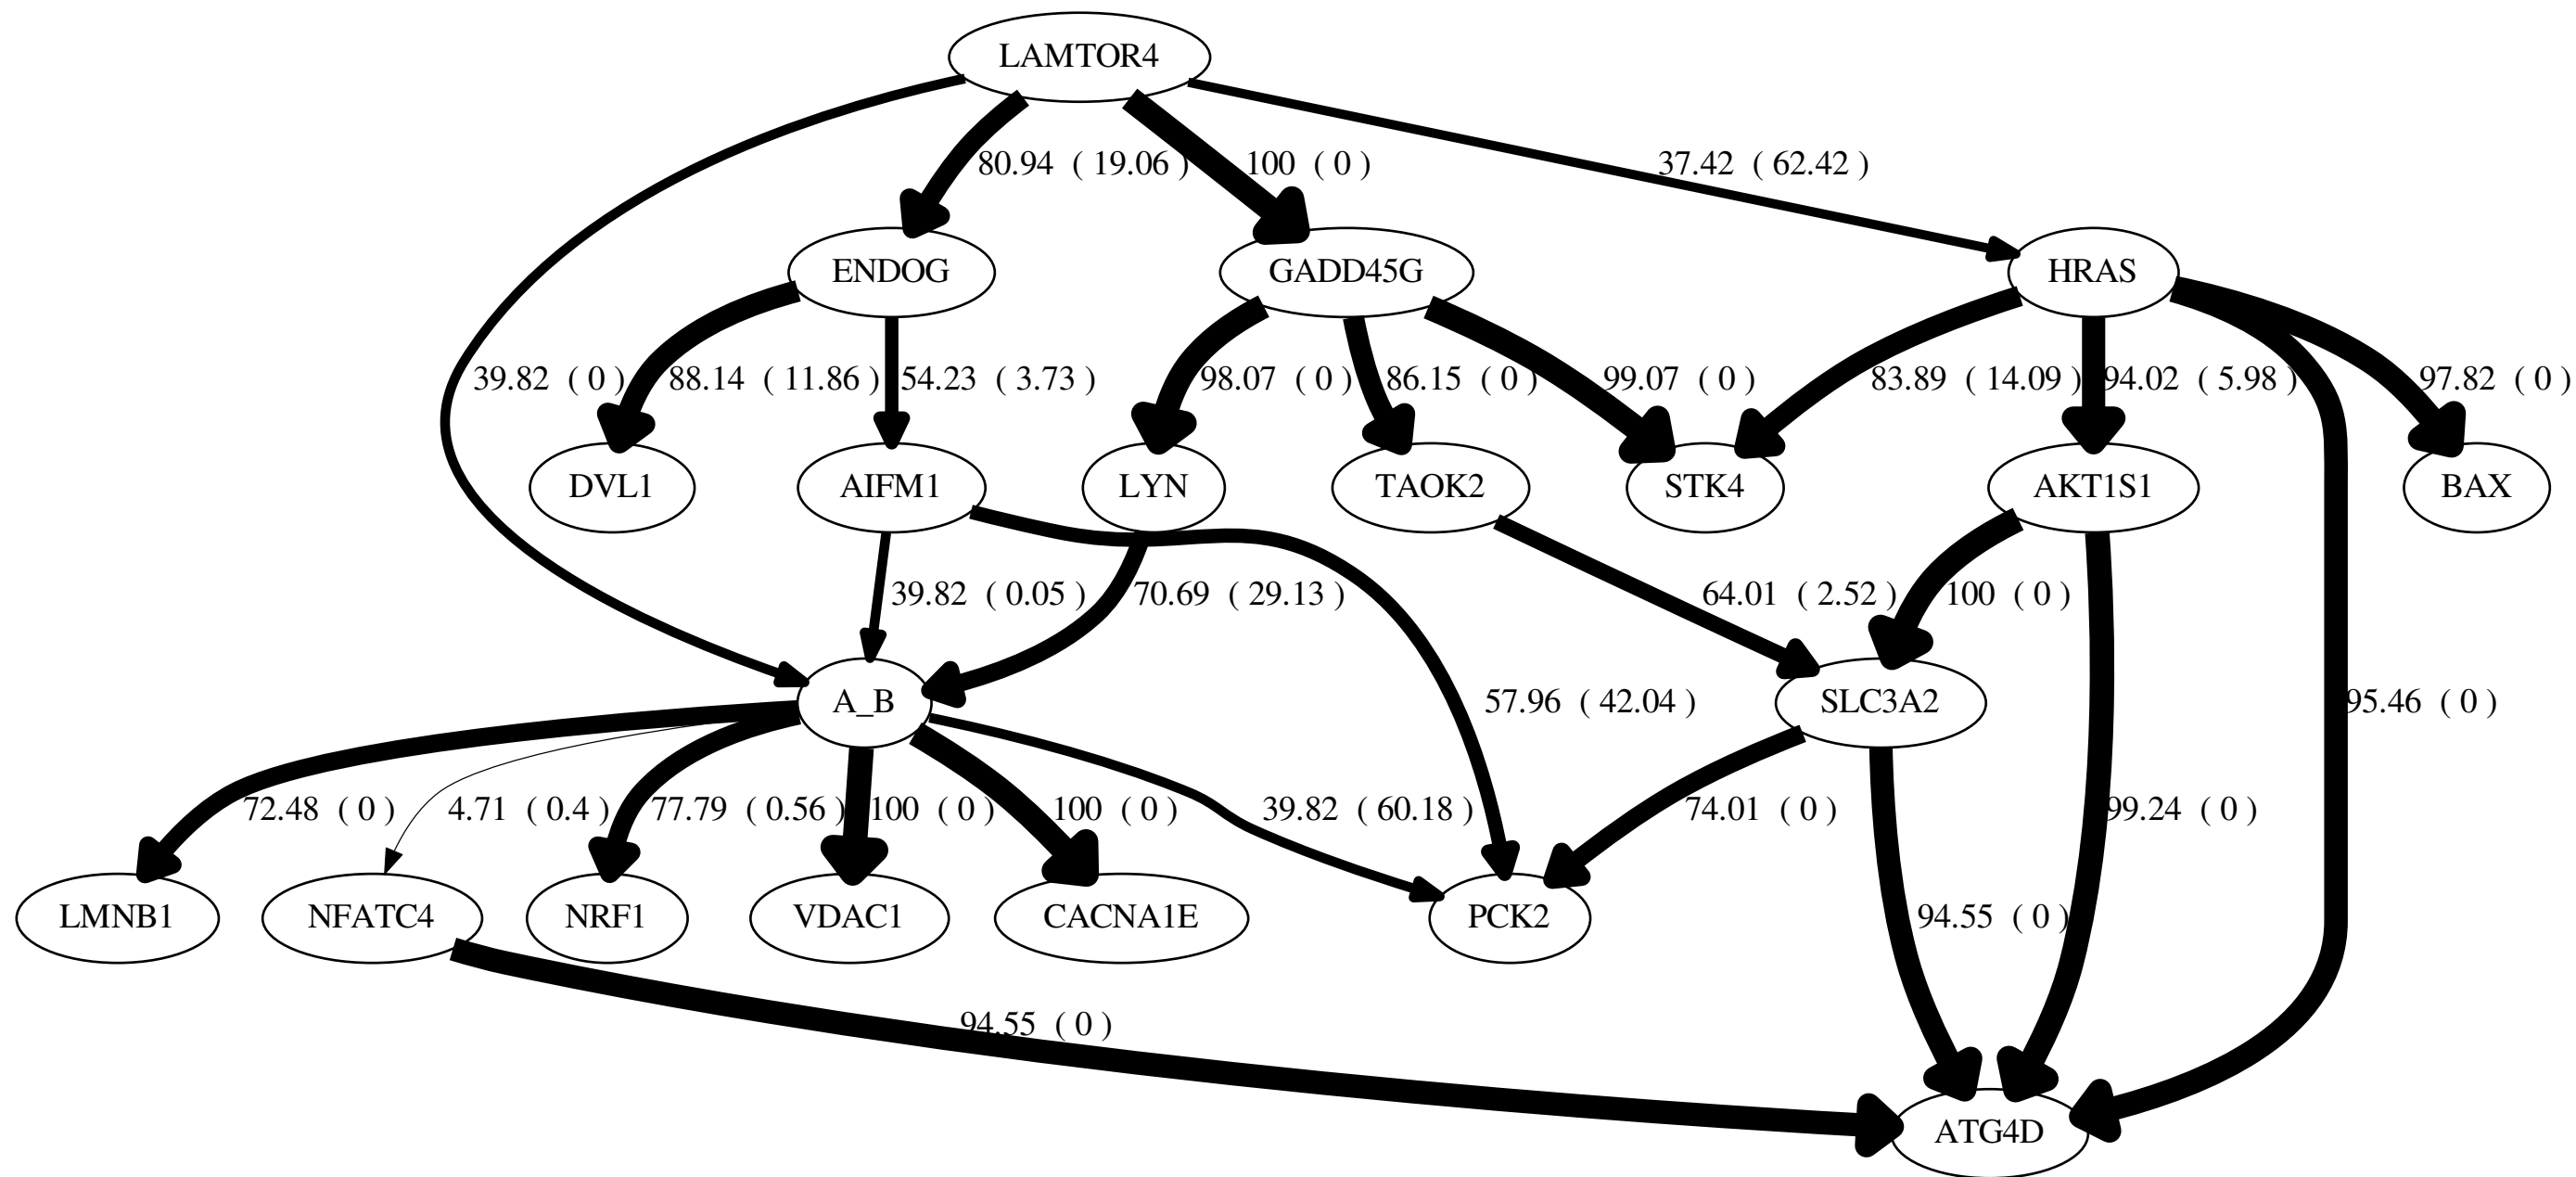 LAMTOR4
80.94 ( 19.06 )
100 ( 0 )
37.42 ( 62.42 )
ENDOG
GADD45G
HRAS
39.82 ( 0 )
88.14 ( 11.86 )
54.23 ( 3.73 )
98.07 ( 0 )
86.15 ( 0 )
99.07 ( 0 )
83.89 ( 14.09 )
94.02 ( 5.98 )
97.82 ( 0 )
DVL1
AIFM1
LYN
TAOK2
STK4
AKT1S1
BAX
39.82 ( 0.05 )
70.69 ( 29.13 )
64.01 ( 2.52 )
100 ( 0 )
A_B
57.96 ( 42.04 )
SLC3A2
95.46 ( 0 )
72.48 ( 0 )
4.71 ( 0.4 )
77.79 ( 0.56 )
100 ( 0 )
100 ( 0 )
39.82 ( 60.18 )
74.01 ( 0 )
99.24 ( 0 )
LMNB1
NFATC4
NRF1
VDAC1
CACNA1E
PCK2
94.55 ( 0 )
94.55 ( 0 )
ATG4D